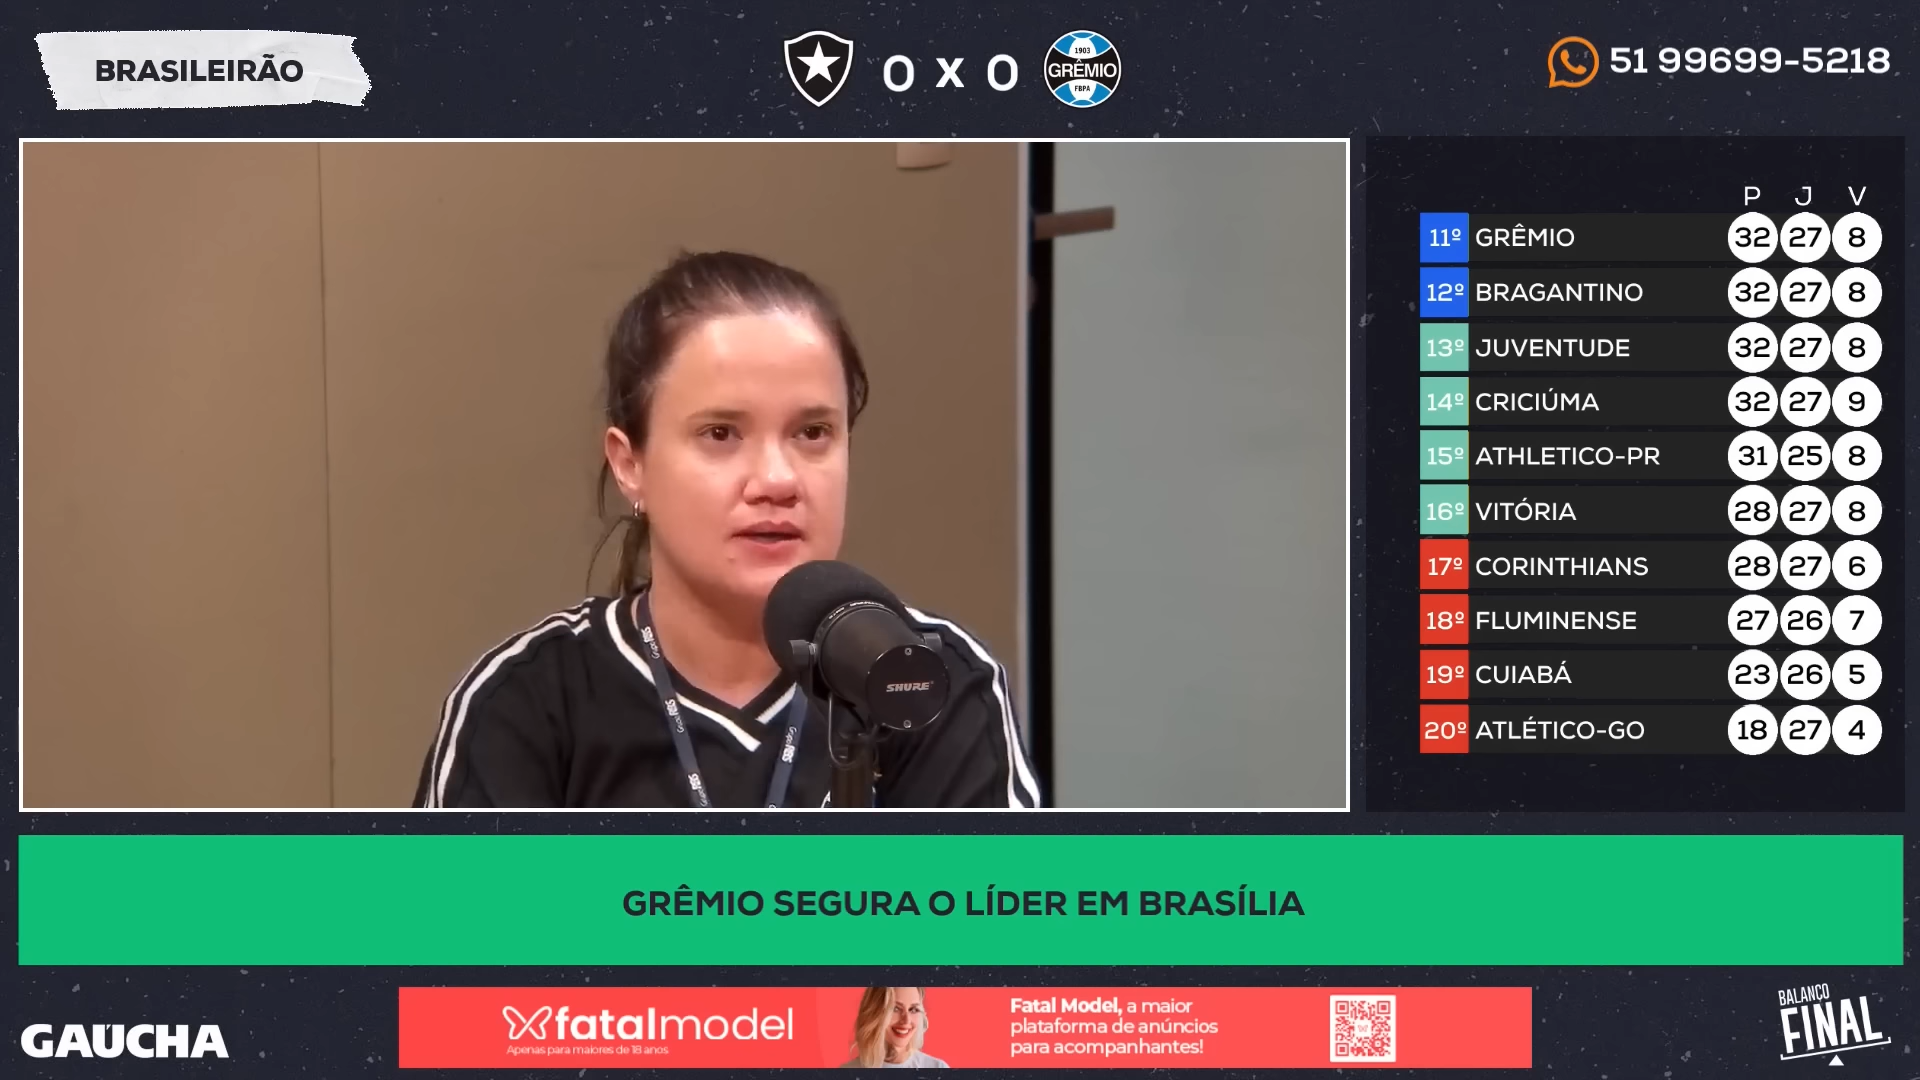 BRASILEIRÃO
0 X 0
1903
GRÊMIO
FBPA
51 99699-5218
P J V
11º GRÊMIO 32 27 8
12º BRAGANTINO 32 27 8
13º JUVENTUDE 32 27 8
14º CRICIÚMA 32 27 9
15º ATHLETICO-PR 31 25 8
16º VITÓRIA 28 27 8
17º CORINTHIANS 28 27 6
18º FLUMINENSE 27 26 7
19º CUIABÁ 23 26 5
20º ATLÉTICO-GO 18 27 4
SHURE
GRÊMIO SEGURA O LÍDER EM BRASÍLIA
GAÚCHA
fatalmodel
Apenas para maiores de 18 anos
Fatal Model, a maior
plataforma de anúncios
para acompanhantes!
BALANÇO
FINAL